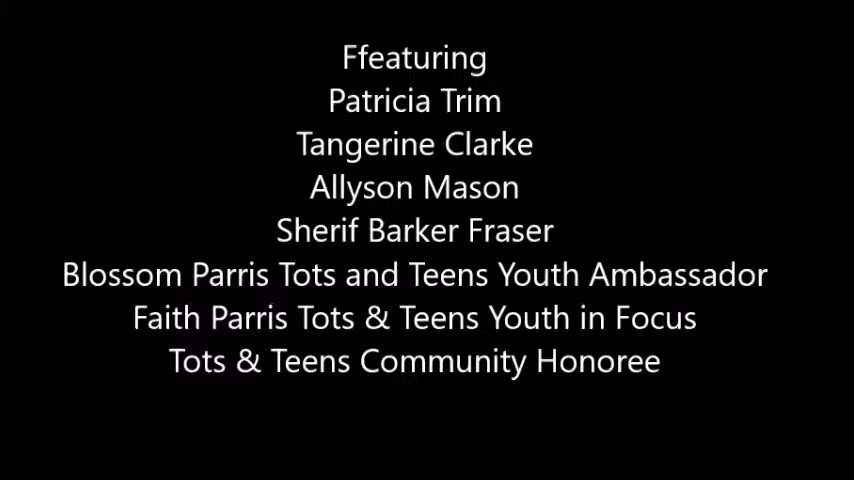 Ffeaturing
Patricia Trim
Tangerine Clarke
Allyson Mason
Sherif Barker Fraser
Blossom Parris Tots and Teens Youth Ambassador
Faith Parris Tots & Teens Youth in Focus
Tots & Teens Community Honoree